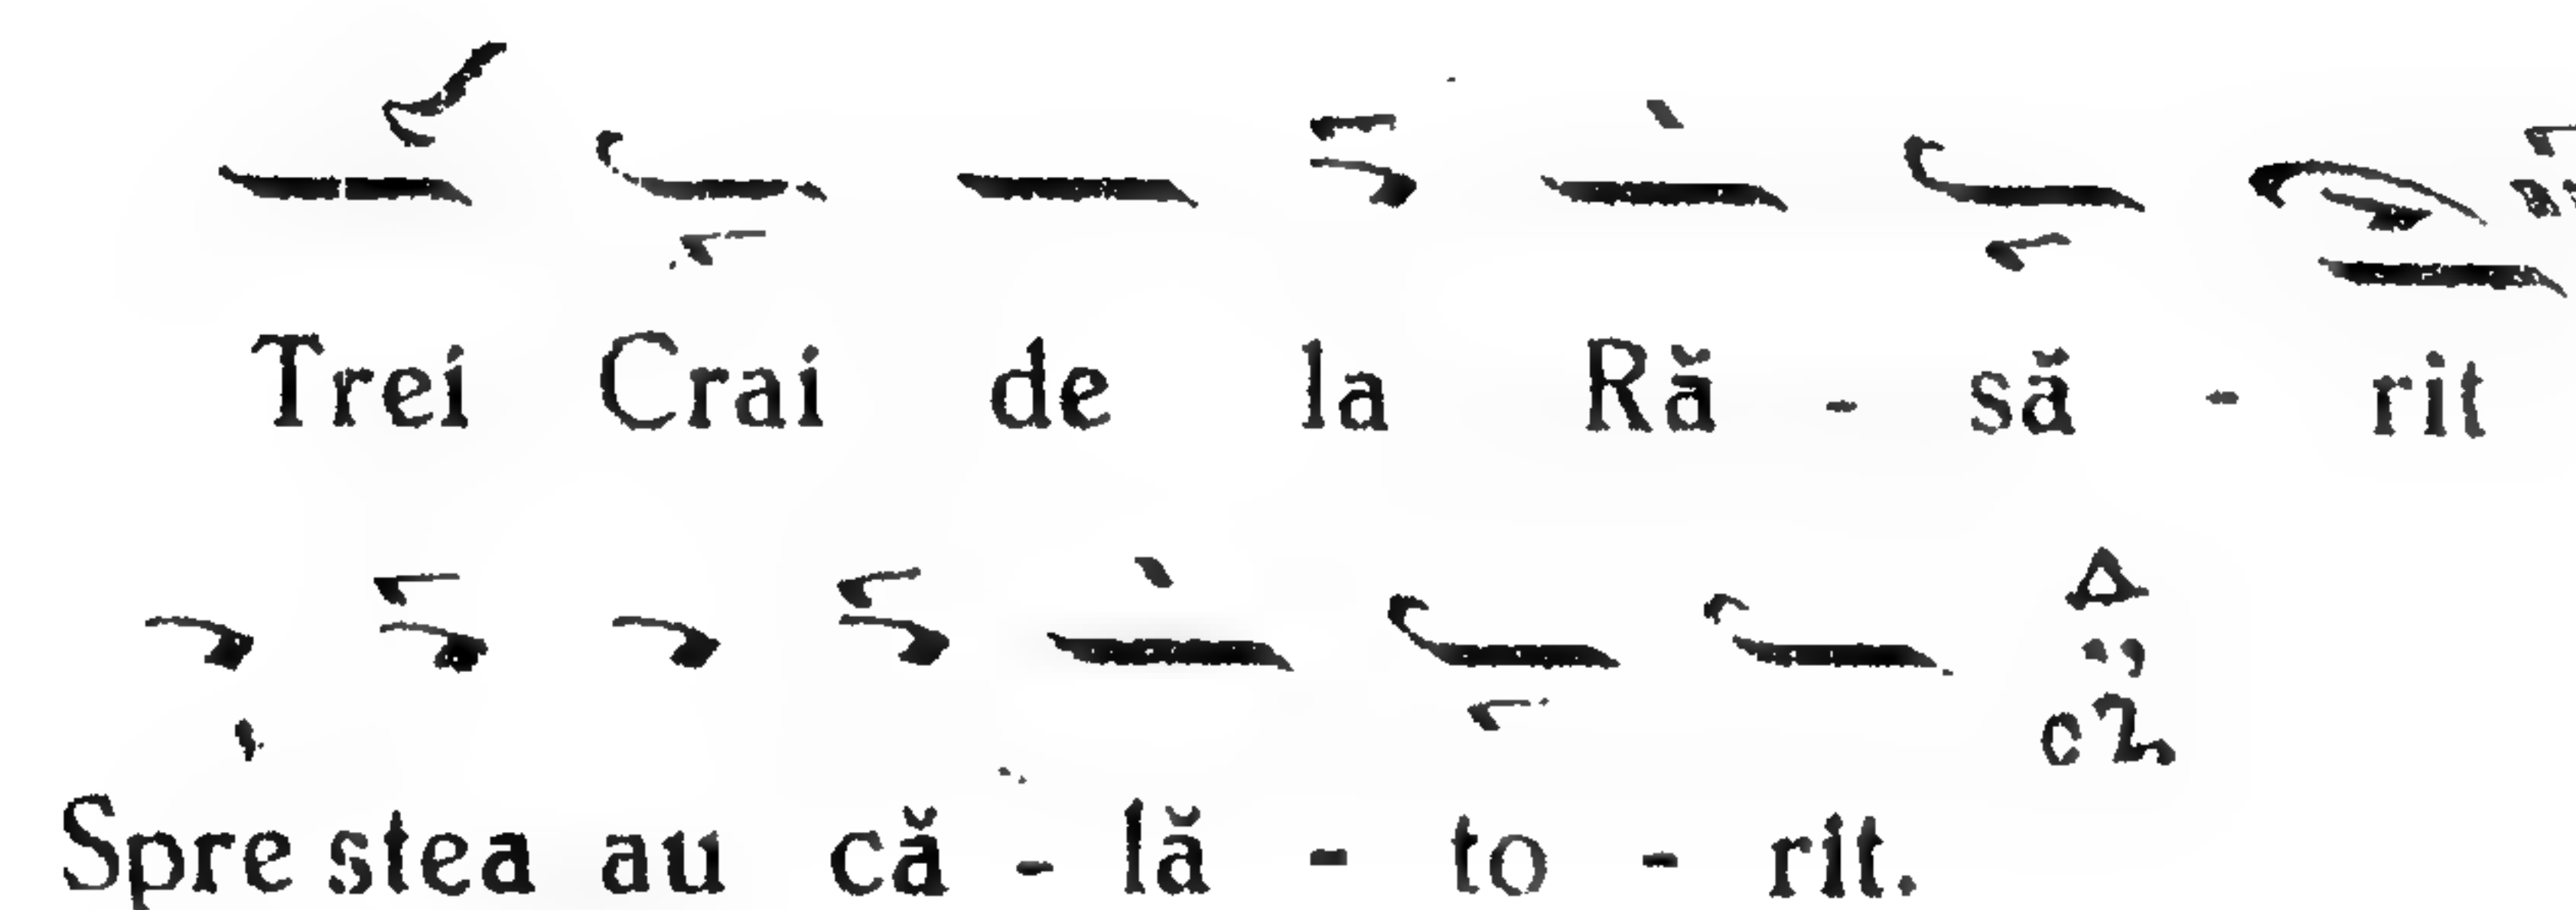 Trei Crai de la Ră - să - rit
Spre stea au că - lă - to - rit.